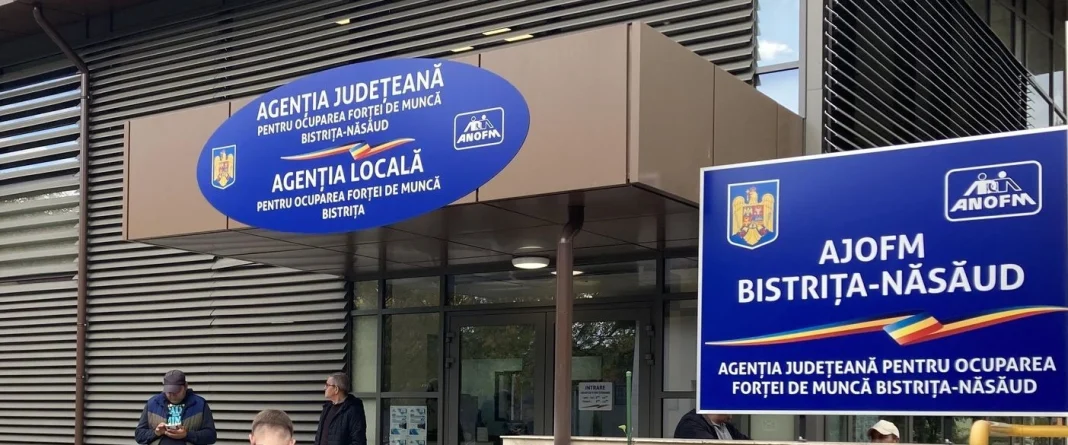 AGENȚIA JUDEȚEANĂ
PENTRU OCUPAREA FORȚEI DE MUNCĂ
BISTRIȚA-NĂSĂUD
ANOFM
AGENȚIA LOCALĂ
PENTRU OCUPAREA FORȚEI DE MUNCĂ
BISTRIȚA
ANOFM
AJOFM
BISTRIȚA-NĂSĂUD
AGENȚIA JUDEȚEANĂ PENTRU OCUPAREA
FORȚEI DE MUNCĂ BISTRIȚA-NĂSĂUD
INTRARE